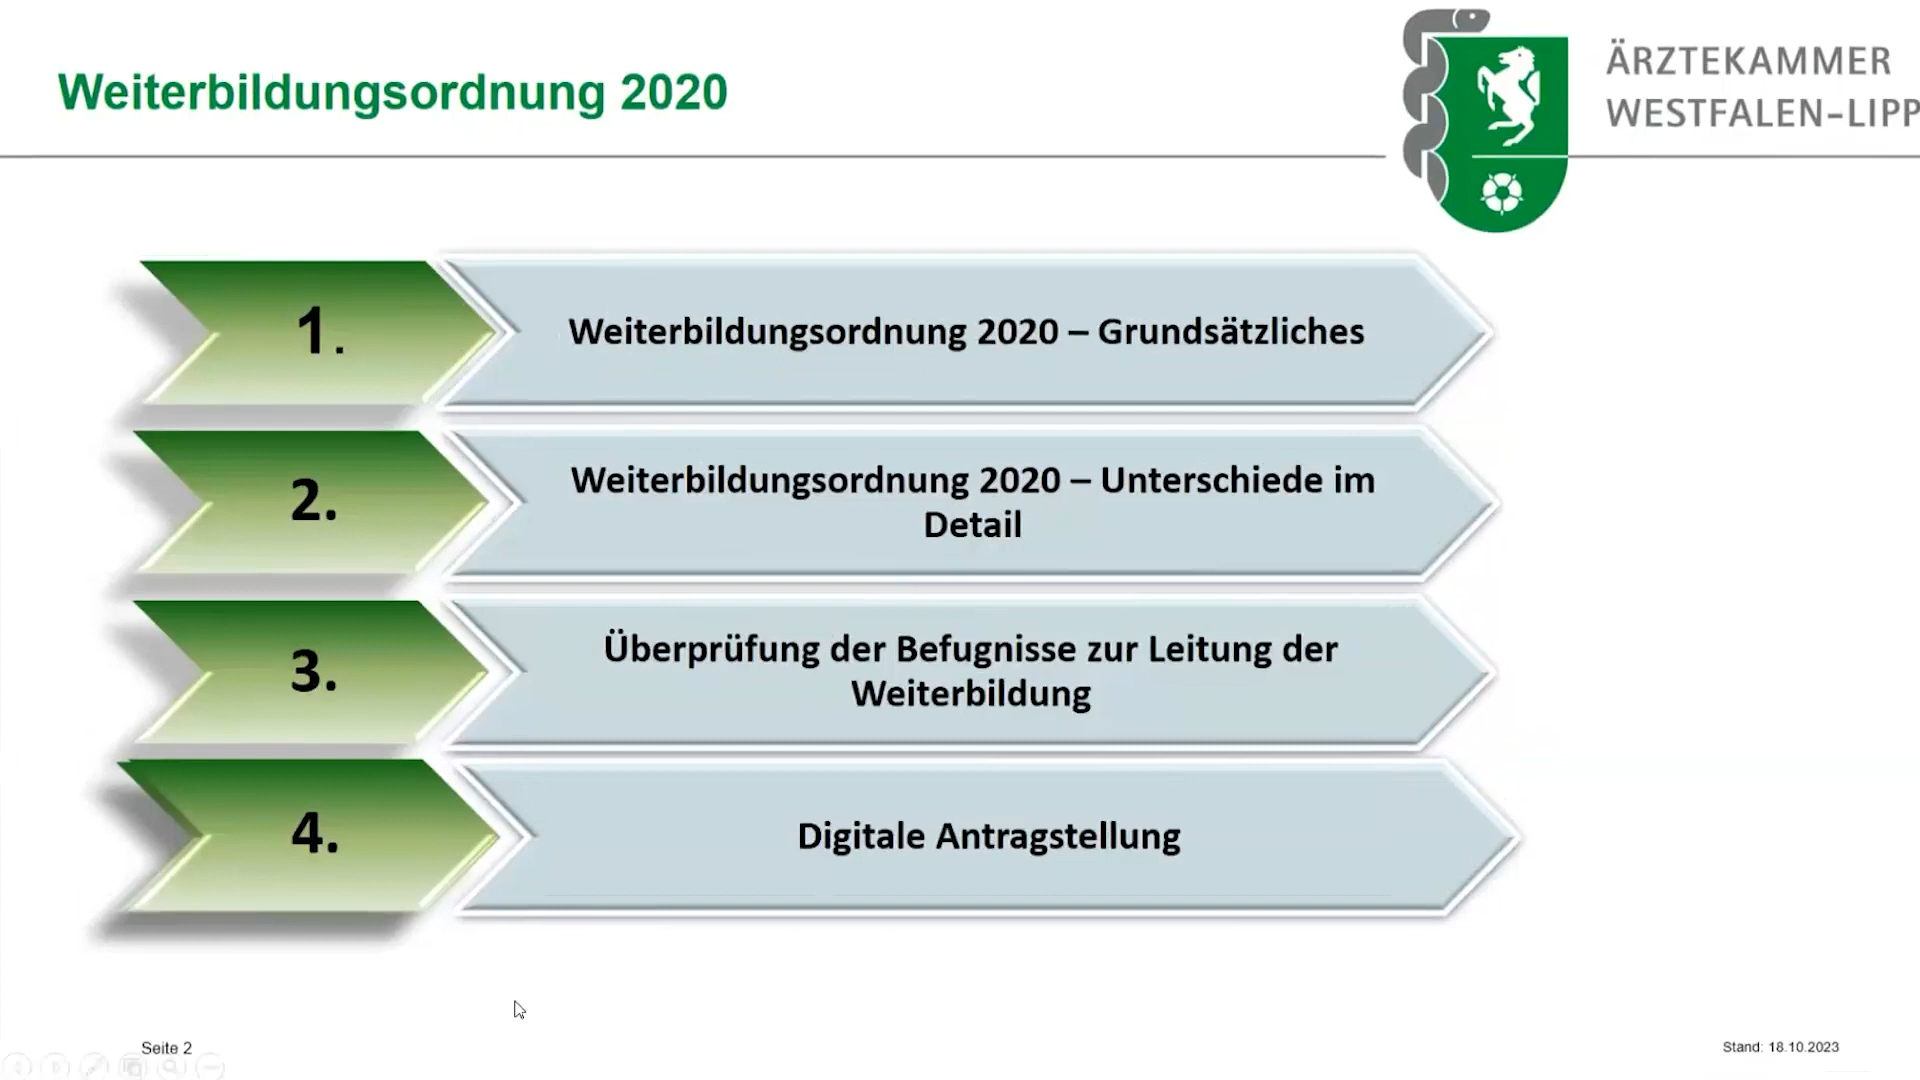 Weiterbildungsordnung 2020
ÄRZTEKAMMER
WESTFALEN-LIPP
1.
Weiterbildungsordnung 2020 – Grundsätzliches
2.
Weiterbildungsordnung 2020 – Unterschiede im
Detail
3.
Überprüfung der Befugnisse zur Leitung der
Weiterbildung
4.
Digitale Antragstellung
Seite 2
Stand: 18.10.2023